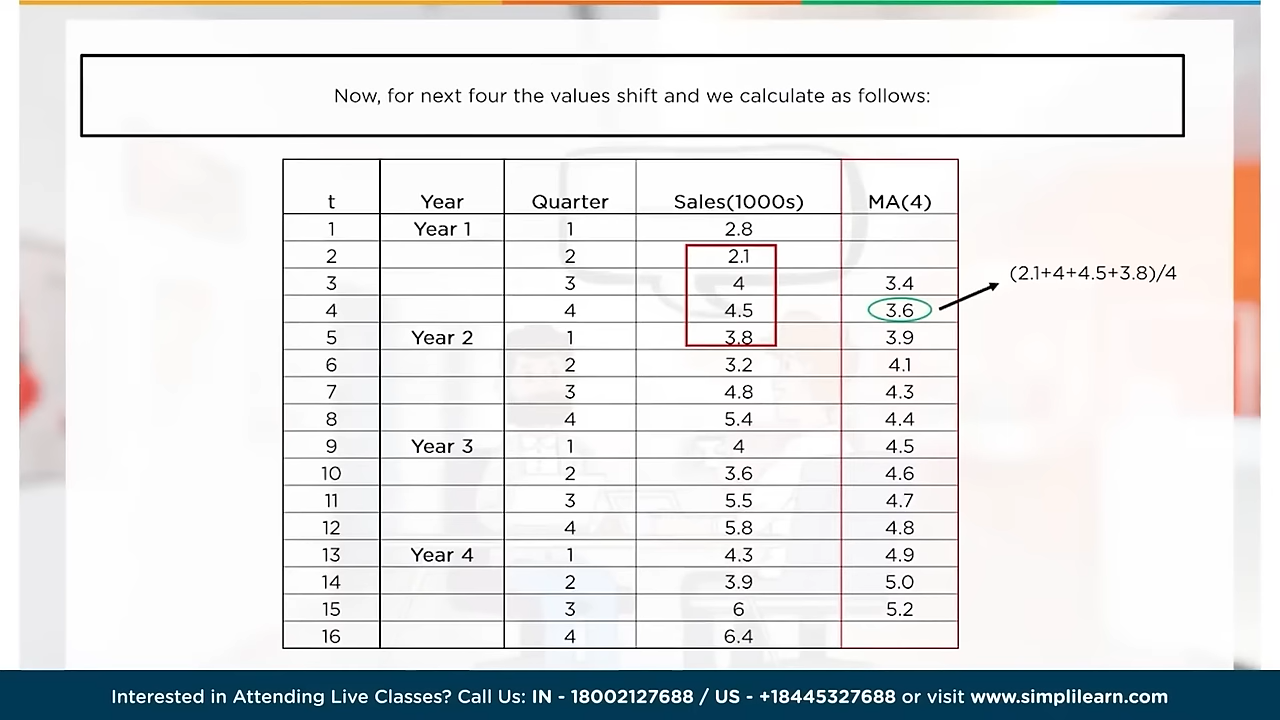 Now, for next four the values shift and we calculate as follows:
t Year Quarter Sales(1000s) MA(4)
1 Year 1 1 2.8
2 2 2.1
3 3 4 3.4
(2.1+4+4.5+3.8)/4
4 4 4.5 3.6
5 Year 2 1 3.8 3.9
6 2 3.2 4.1
7 3 4.8 4.3
8 4 5.4 4.4
9 Year 3 1 4 4.5
10 2 3.6 4.6
11 3 5.5 4.7
12 4 5.8 4.8
13 Year 4 1 4.3 4.9
14 2 3.9 5.0
15 3 6 5.2
16 4 6.4
Interested in Attending Live Classes? Call Us: IN - 18002127688 / US - +18445327688 or visit www.simplilearn.com